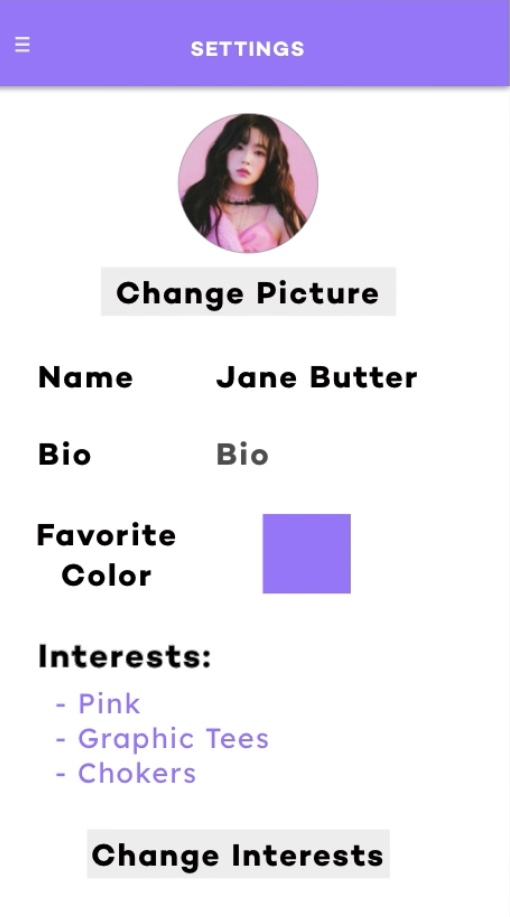 SETTINGS
Change Picture
Name Jane Butter
Bio Bio
Favorite
Color
Interests:
- Pink
- Graphic Tees
- Chokers
Change Interests